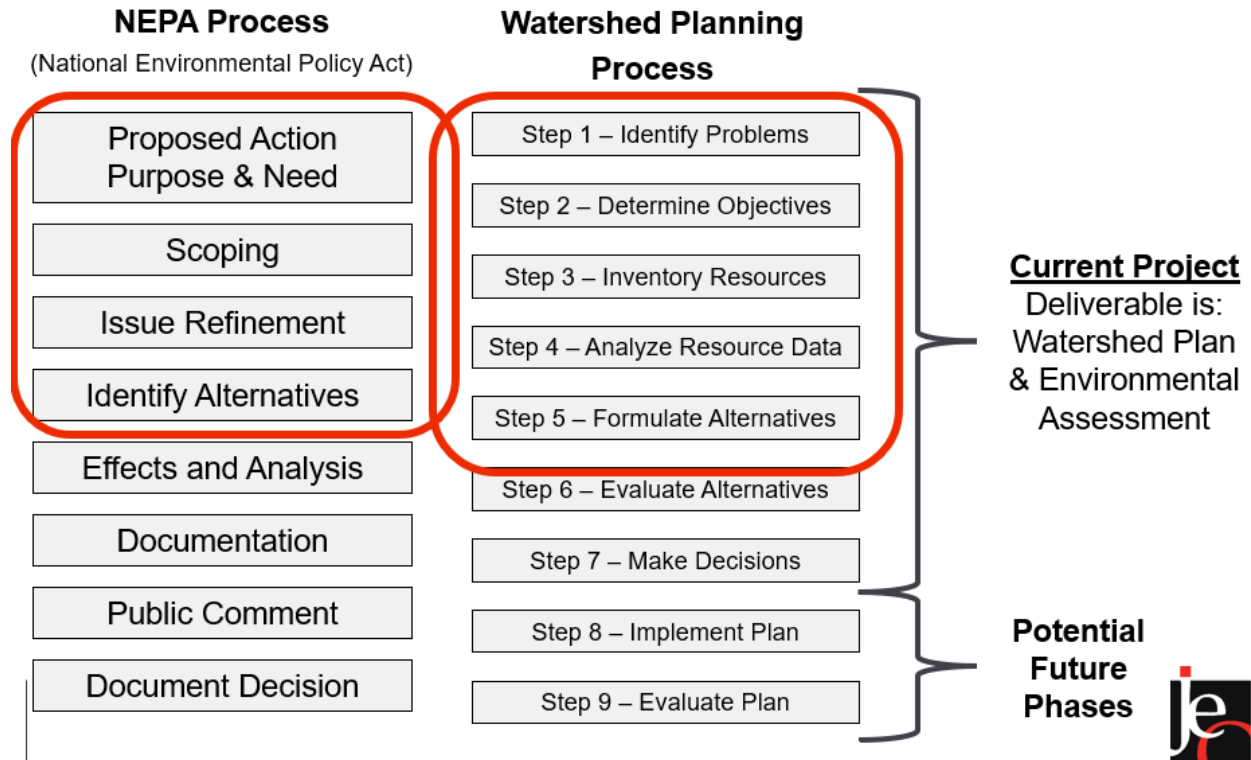 NEPA Process
(National Environmental Policy Act)
Proposed Action
Purpose & Need
Scoping
Issue Refinement
Identify Alternatives
Effects and Analysis
Documentation
Public Comment
Document Decision
Watershed Planning
Process
Step 1 – Identify Problems
Step 2 – Determine Objectives
Step 3 – Inventory Resources
Step 4 – Analyze Resource Data
Step 5 – Formulate Alternatives
Step 6 – Evaluate Alternatives
Step 7 – Make Decisions
Step 8 – Implement Plan
Step 9 – Evaluate Plan
Current Project
Deliverable is:
Watershed Plan
& Environmental
Assessment
Potential
Future
Phases
jeo